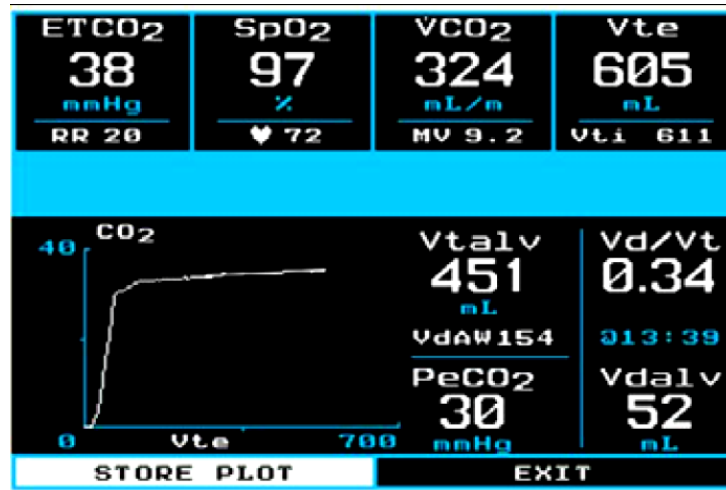 ETCO2 SpO2 V̇CO2 Vte
38 97 324 605
mmHg % mL/m mL
RR 20 ♥ 72 MV 9.2 Vti 611
CO2
40
Vtalv Vd/Vt
451 0.34
mL
VdAW154 @13:39
PeCO2 Vdalv
30 52
0 Vte 700 mmHg mL
STORE PLOT EXIT